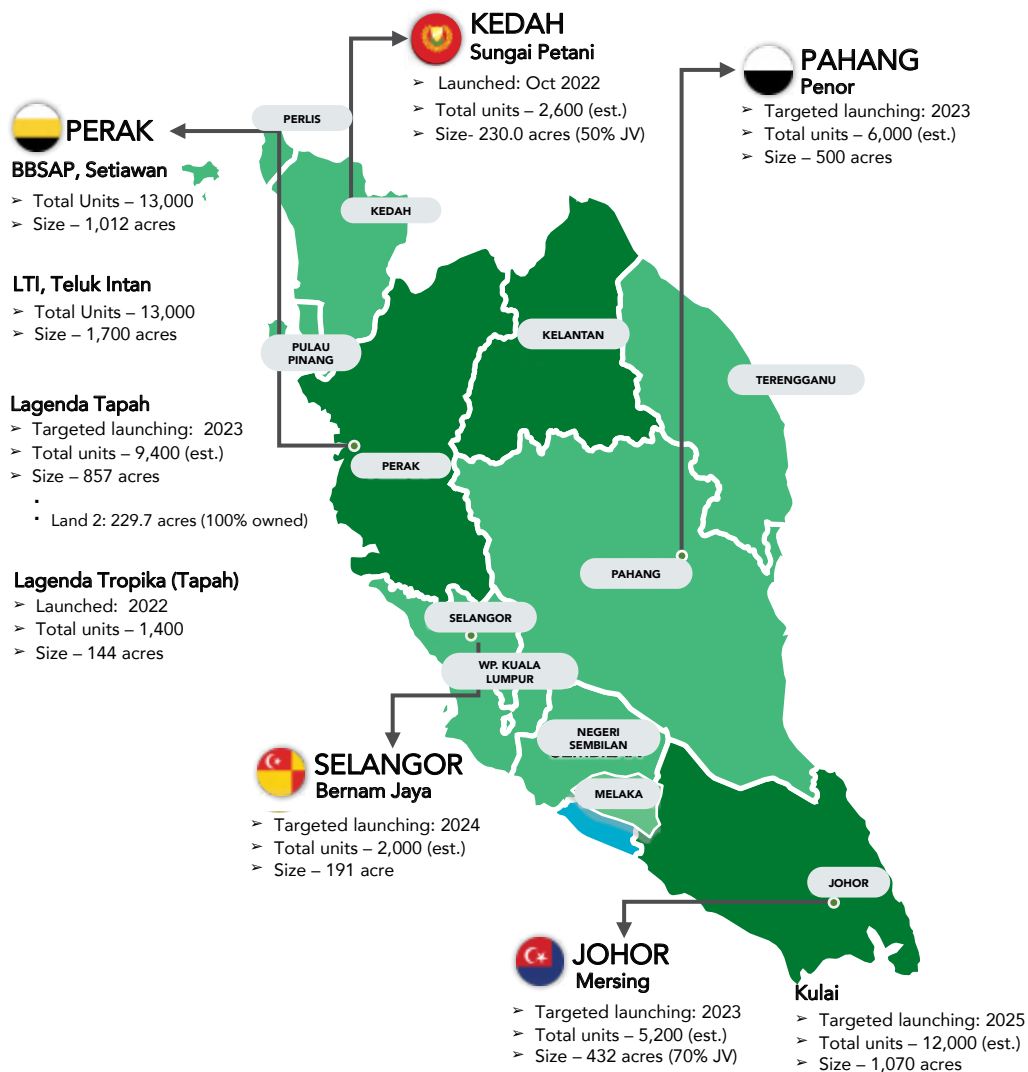 KEDAH
Sungai Petani
➢ Launched: Oct 2022
➢ Total units – 2,600 (est.)
➢ Size- 230.0 acres (50% JV)
PAHANG
Penor
➢ Targeted launching: 2023
➢ Total units – 6,000 (est.)
➢ Size – 500 acres
PERAK
BBSAP, Setiawan
➢ Total Units – 13,000
➢ Size – 1,012 acres
LTI, Teluk Intan
➢ Total Units – 13,000
➢ Size – 1,700 acres
Lagenda Tapah
➢ Targeted launching: 2023
➢ Total units – 9,400 (est.)
➢ Size – 857 acres
▪
▪ Land 2: 229.7 acres (100% owned)
Lagenda Tropika (Tapah)
➢ Launched: 2022
➢ Total units – 1,400
➢ Size – 144 acres
PERLIS
KEDAH
PULAU
PINANG
KELANTAN
TERENGGANU
PERAK
PAHANG
SELANGOR
WP. KUALA
LUMPUR
NEGERI
SEMBILAN
MELAKA
JOHOR
SELANGOR
Bernam Jaya
➢ Targeted launching: 2024
➢ Total units – 2,000 (est.)
➢ Size – 191 acre
JOHOR
Mersing
➢ Targeted launching: 2023
➢ Total units – 5,200 (est.)
➢ Size – 432 acres (70% JV)
Kulai
➢ Targeted launching: 2025
➢ Total units – 12,000 (est.)
➢ Size – 1,070 acres